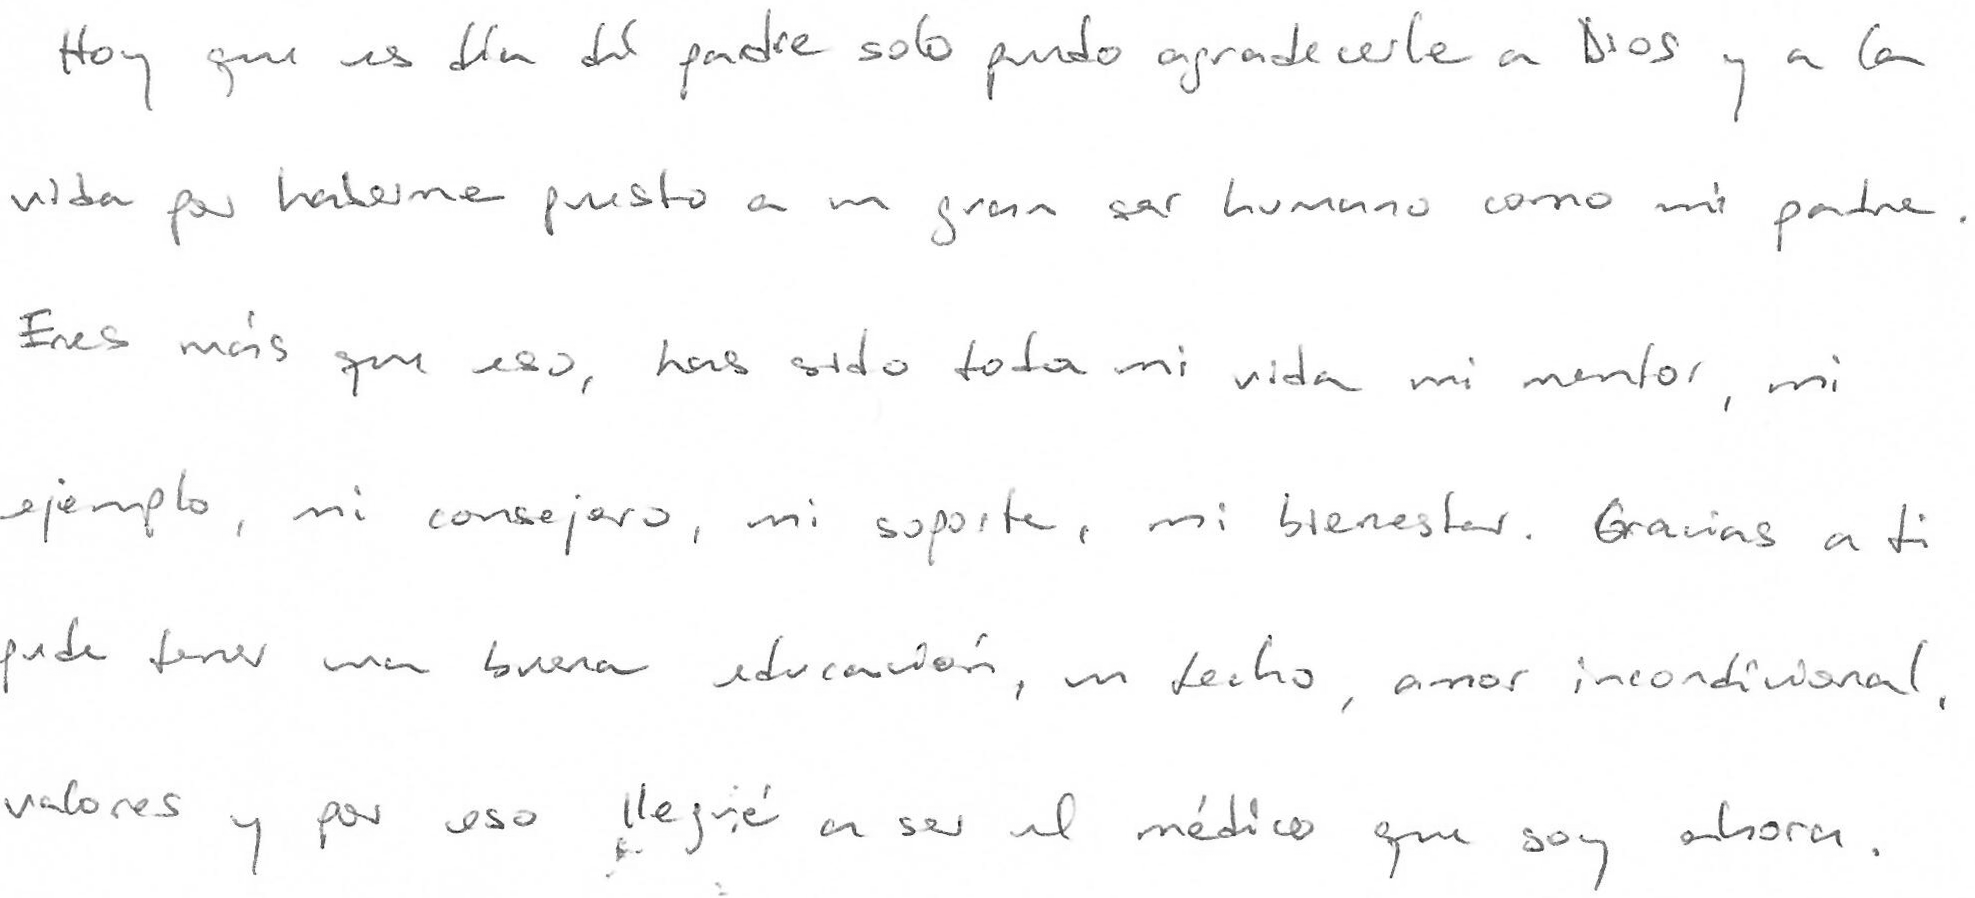 Hoy que es día del padre solo puedo agradecerle a Dios y a la
vida por haberme puesto a un gran ser humano como mi padre.
Eres más que eso, has sido toda mi vida mi mentor, mi
ejemplo, mi consejero, mi soporte, mi bienestar. Gracias a ti
pude tener una buena educación, un techo, amor incondicional,
valores y por eso llegué a ser el médico que soy ahora.